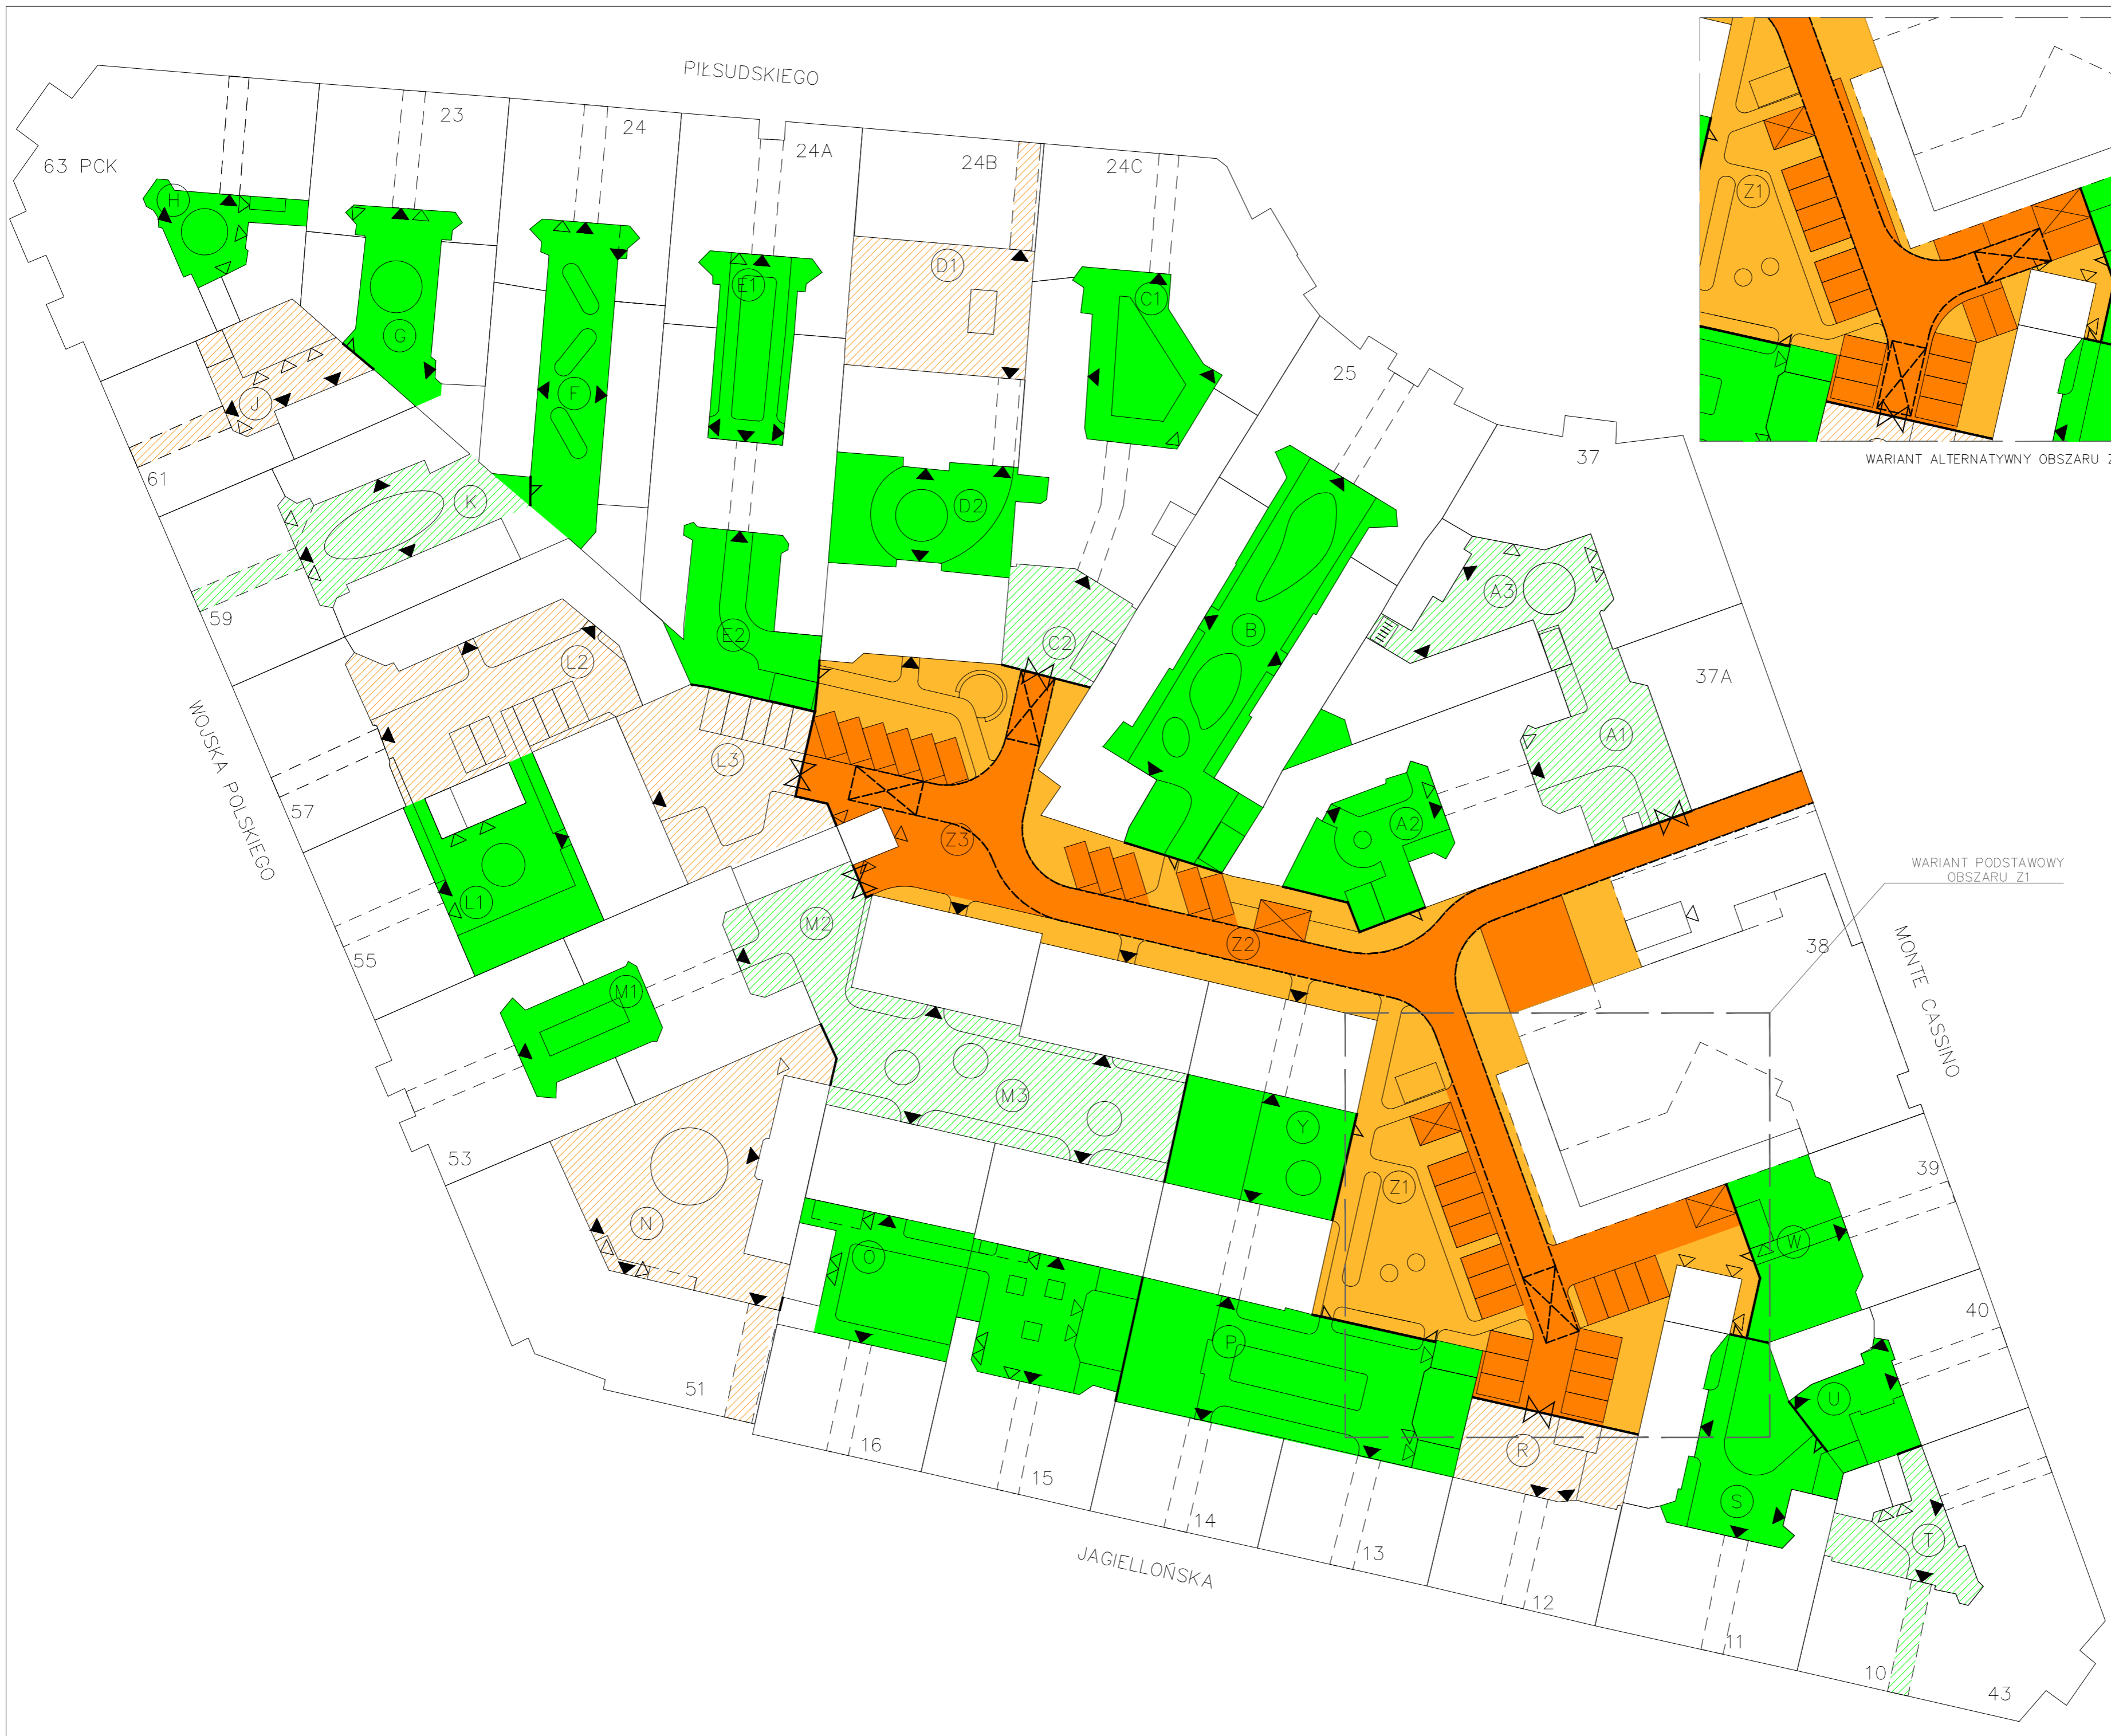 PIŁSUDSKIEGO
63 PCK
23
24
24A
24B
24C
25
37
37A
H
G
F
E1
D1
C1
Z1
WARIANT ALTERNATYWNY OBSZARU
J
61
K
59
D2
E2
C2
B
A3
A1
A2
L2
L3
WOJSKA POLSKIEGO
57
Z3
Z2
WARIANT PODSTAWOWY
OBSZARU Z1
L1
55
M2
M1
38
MONTE CASSINO
M3
Y
53
Z1
39
N
O
W
40
P
51
U
16
15
14
13
12
11
10
43
R
S
T
JAGIELLOŃSKA